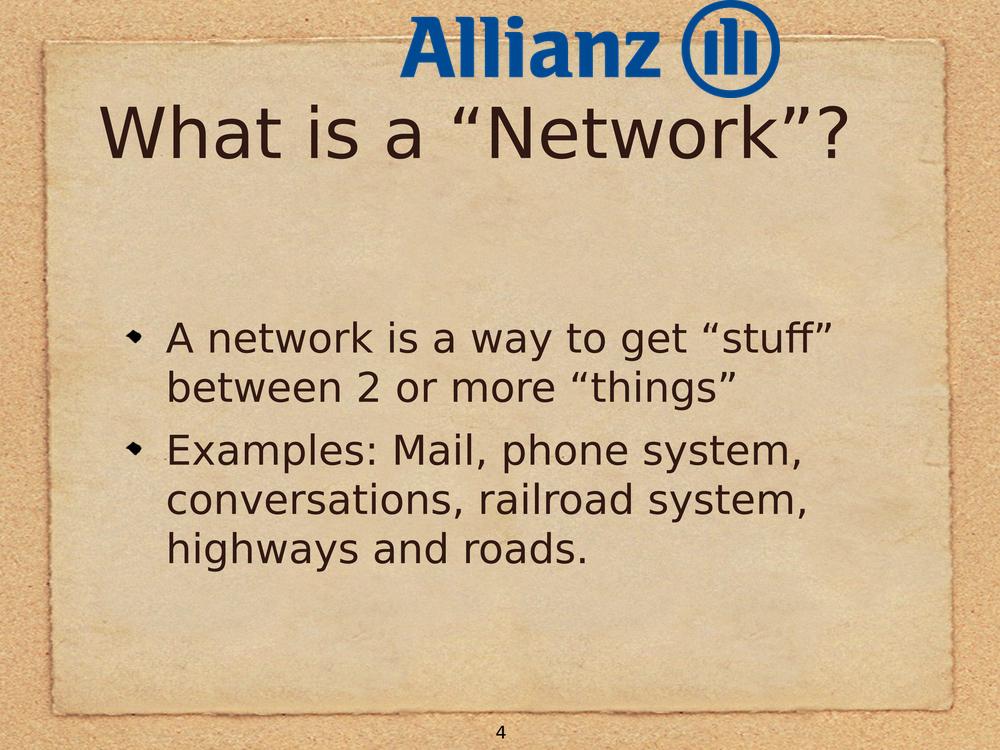 Allianz
What is a “Network”?
A network is a way to get “stuff”
between 2 or more “things”
Examples: Mail, phone system,
conversations, railroad system,
highways and roads.
4